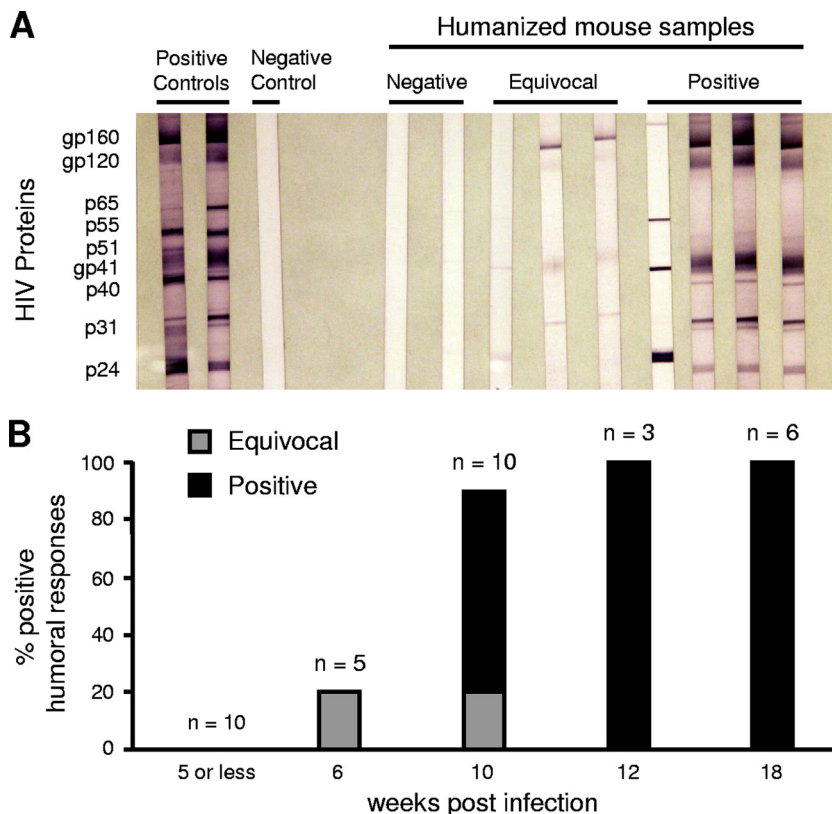 A
Humanized mouse samples
Positive
Controls
Negative
Control
Negative
Equivocal
Positive
HIV Proteins
gp160
gp120
p65
p55
p51
gp41
p40
p31
p24
B
Equivocal
Positive
% positive
humoral responses
100
80
60
40
20
0
n = 10
n = 5
n = 10
n = 3
n = 6
5 or less
6
10
12
18
weeks post infection